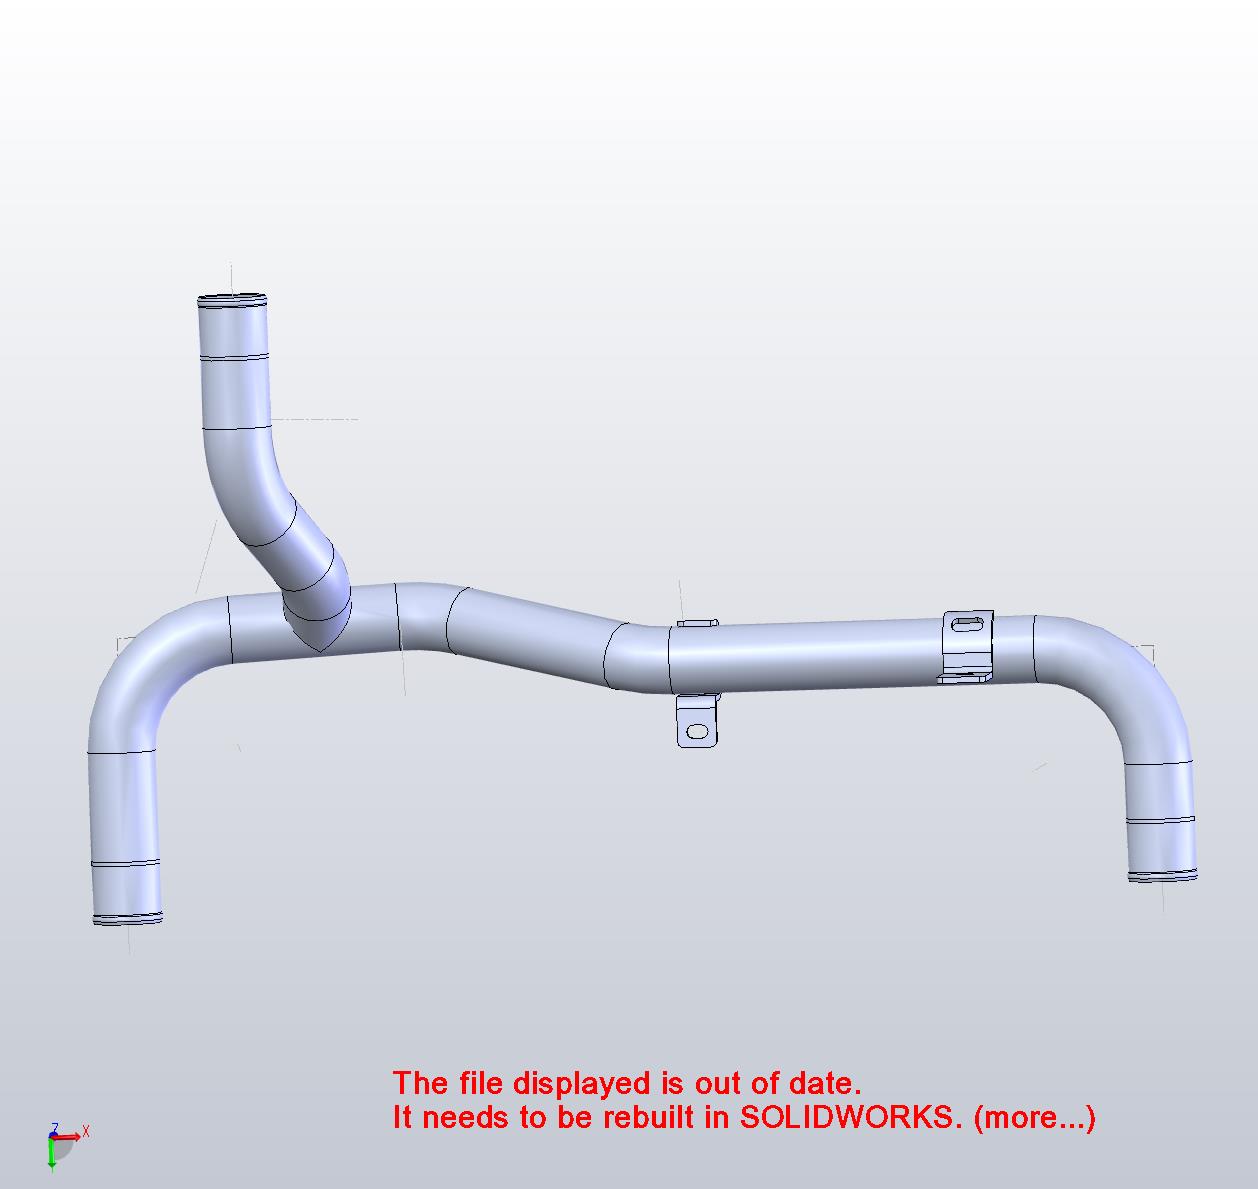 The file displayed is out of date.
It needs to be rebuilt in SOLIDWORKS. (more...)
Z
X